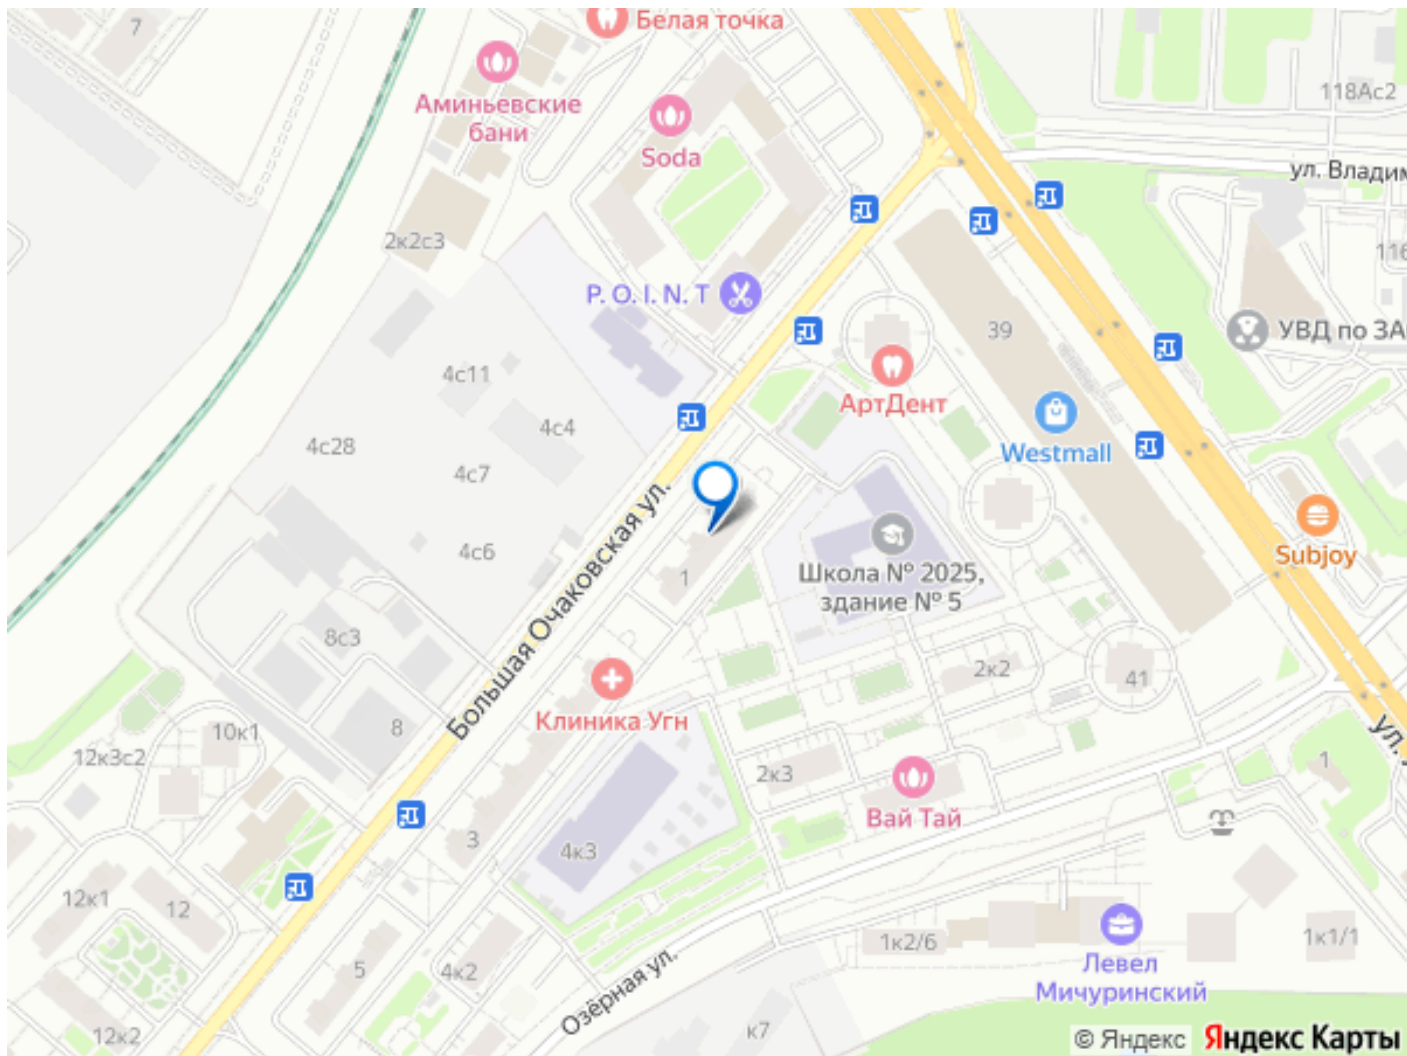 7
Белая точка
Аминьевские
бани
Soda
118Ас2
ул. Владим
2к2с3
116
P. O. I. N. T
39
УВД по ЗА
4с11
АртДент
4с4
4с28
Westmall
4с7
Большая Очаковская ул.
4с6
1
Школа № 2025,
здание № 5
Subjoy
8с3
2к2
41
Клиника Угн
10к1
8
12к3с2
2к3
1
ул.
Вай Тай
3
4к3
12к1
12
1к2/6
1к1/1
5
4к2
Левел
Мичуринский
Озёрная ул.
12к2
к7
© Яндекс Яндекс Карты